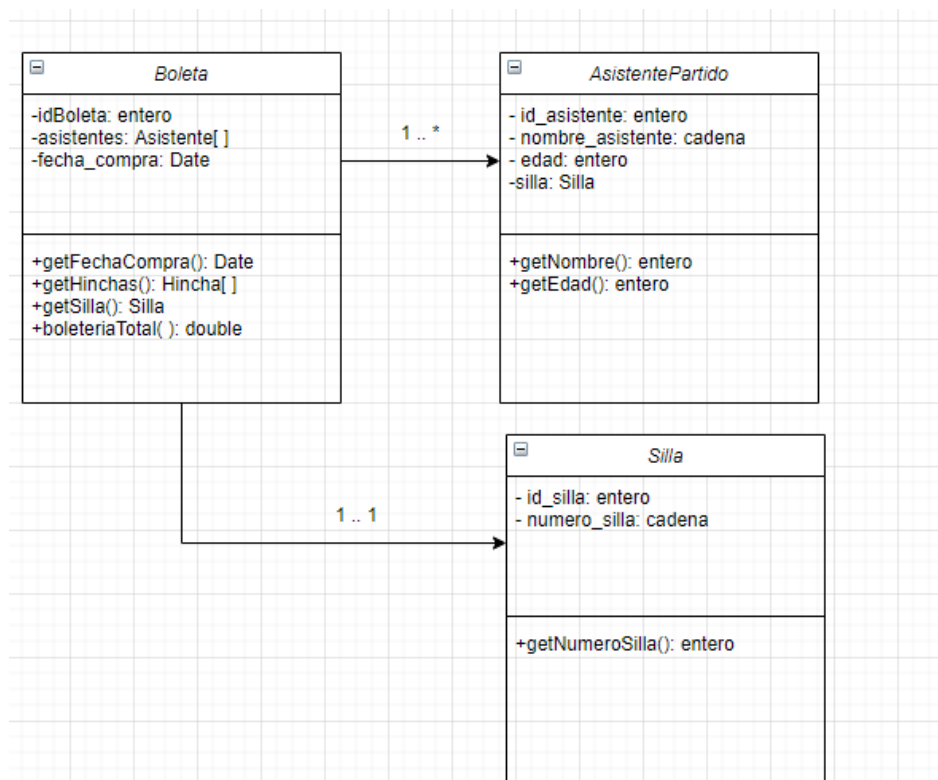 Boleta
-idBoleta: entero
-asistentes: Asistente[ ]
-fecha_compra: Date
+getFechaCompra(): Date
+getHinchas(): Hincha[ ]
+getSilla(): Silla
+boleteriaTotal( ): double
1 .. *
AsistentePartido
- id_asistente: entero
- nombre_asistente: cadena
- edad: entero
-silla: Silla
+getNombre(): entero
+getEdad(): entero
1 .. 1
Silla
- id_silla: entero
- numero_silla: cadena
+getNumeroSilla(): entero